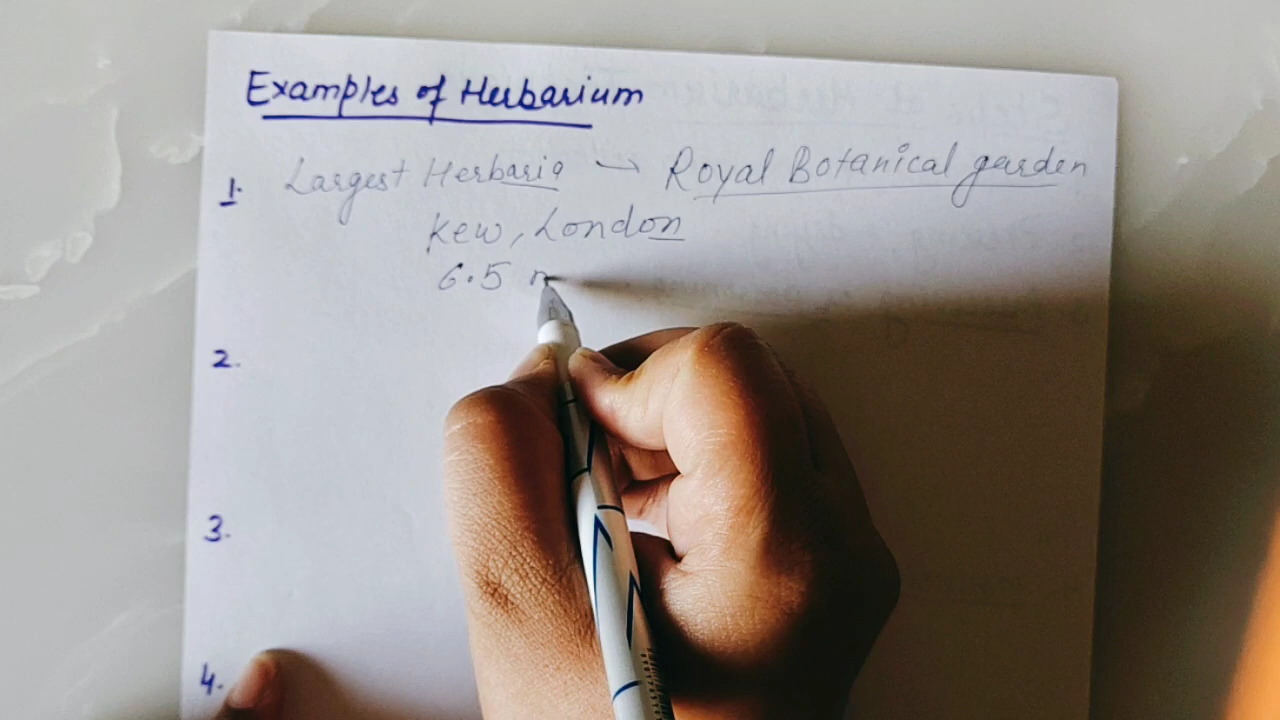 Examples of Herbarium
1. Largest Herbaria → Royal Botanical garden
Kew, London
6.5 m
2.
3.
4.